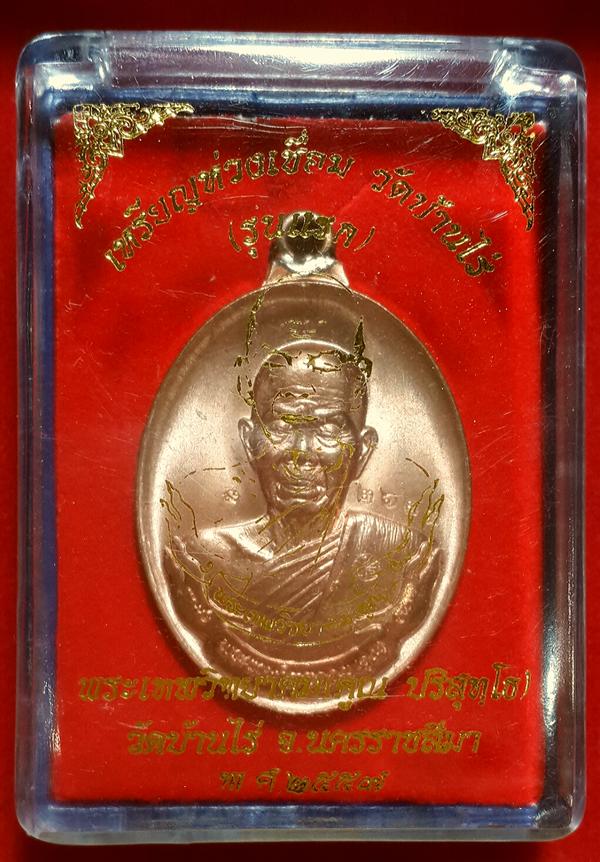 เหรียญห่วงเชื่อม วัดบ้านไร่
(รุ่นแซยิด)
พระเทพวิทยาคม(คูณ ปริสุทฺโธ)
วัดบ้านไร่ จ.นครราชสีมา
พ ศ ๒๕๕๗